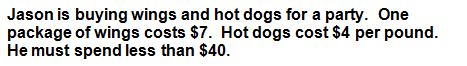 Jason is buying wings and hot dogs for a party.  One
package of wings costs $7.  Hot dogs cost $4 per pound.
He must spend less than $40.